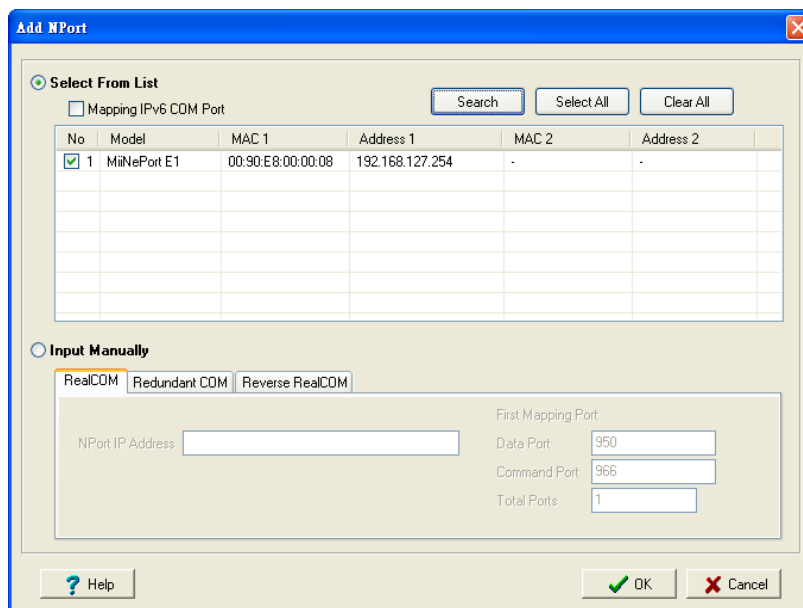 Add NPort
Select From List
Mapping IPv6 COM Port
Search
Select All
Clear All
No Model MAC 1 Address 1 MAC 2 Address 2
1 MiiNePort E1 00:90:E8:00:00:08 192.168.127.254 - -
Input Manually
RealCOM Redundant COM Reverse RealCOM
First Mapping Port
NPort IP Address
Data Port 950
Command Port 966
Total Ports 1
? Help
OK
Cancel